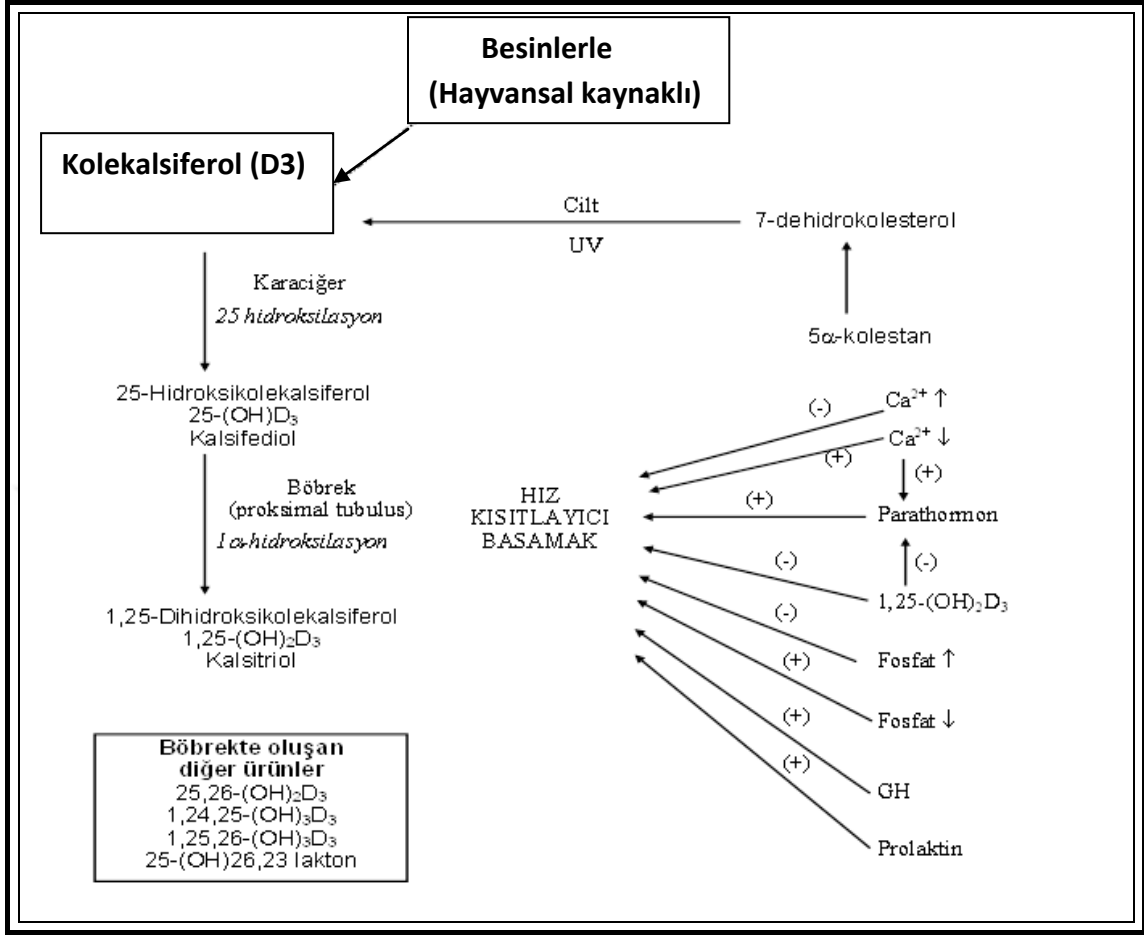 Besinlerle
(Hayvansal kaynaklı)
Kolekalsiferol (D3)
Cilt
UV
7-dehidrokolesterol
Karaciğer
25 hidroksilasyon
5α-kolestan
25-Hidroksikolekalsiferol
25-(OH)D₃
Kalsifediol
Böbrek
(proksimal tubulus)
1α-hidroksilasyon
1,25-Dihidroksikolekalsiferol
1,25-(OH)₂D₃
Kalsitriol
HIZ
KISITLAYICI
BASAMAK
(-)
Ca²⁺ ↑
(+)
Ca²⁺ ↓
(+)
(+)
Parathormon
(-)
(-)
1,25-(OH)₂D₃
(-)
Fosfat ↑
(+)
Fosfat ↓
(+)
GH
(+)
Prolaktin
Böbrekte oluşan
diğer ürünler
25,26-(OH)₂D₃
1,24,25-(OH)₃D₃
1,25,26-(OH)₃D₃
25-(OH)26,23 lakton